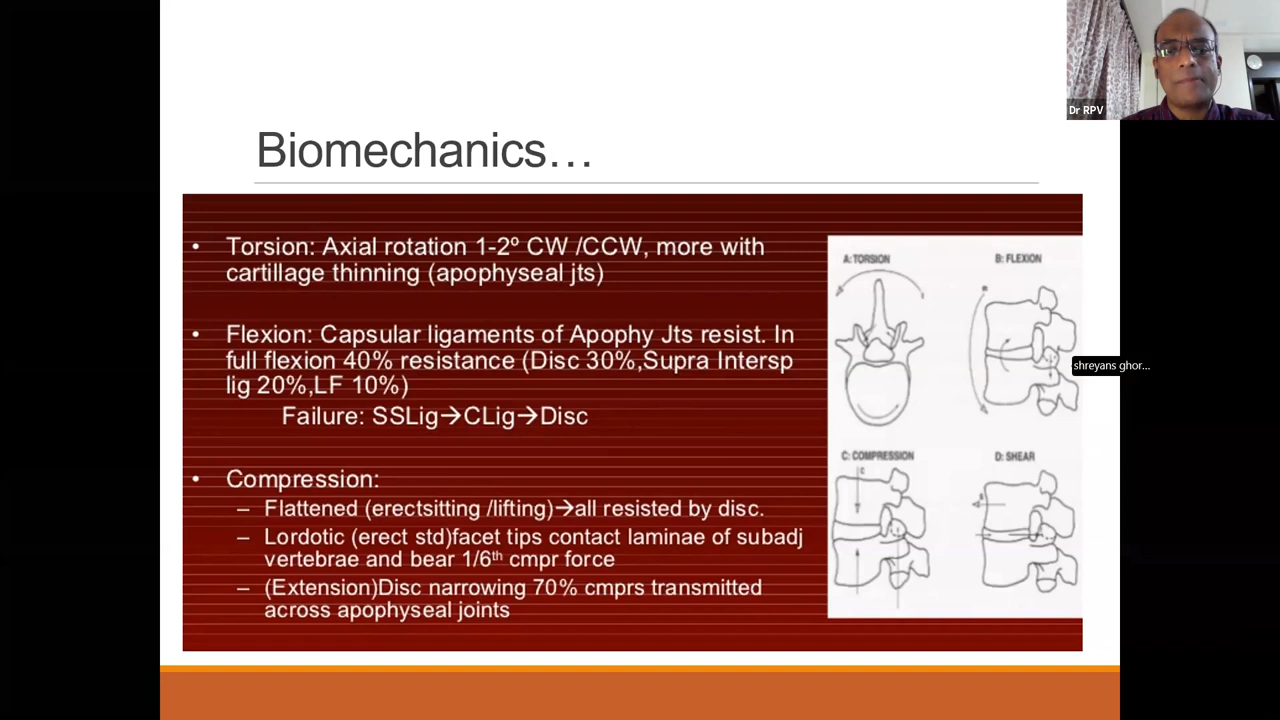 Dr RPV
Biomechanics…
• Torsion: Axial rotation 1-2º CW /CCW, more with
cartilage thinning (apophyseal jts)
• Flexion: Capsular ligaments of Apophy Jts resist. In
full flexion 40% resistance (Disc 30%,Supra Intersp
lig 20%,LF 10%)
Failure: SSLig→CLig→Disc
• Compression:
– Flattened (erectsitting /lifting)→all resisted by disc.
– Lordotic (erect std)facet tips contact laminae of subadj
vertebrae and bear 1/6th cmpr force
– (Extension)Disc narrowing 70% cmprs transmitted
across apophyseal joints
A: TORSION
B: FLEXION
shreyans ghor...
C: COMPRESSION
D: SHEAR
C